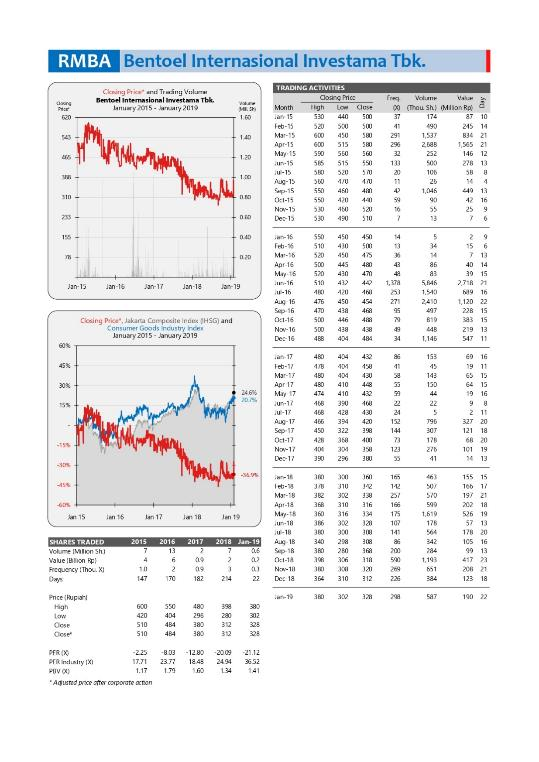 RMBA Bentoel Internasional Investama Tbk.
Closing Price* and Trading Volume
Bentoel Internasional Investama Tbk.
January 2015 - January 2019
Closing Price*
Volume (Mill. Sh)
620 1.60
543 1.40
465 1.20
388 1.00
310 0.80
233 0.60
155 0.40
78 0.20
Jan-15 Jan-16 Jan-17 Jan-18 Jan-19
Closing Price*, Jakarta Composite Index (IHSG) and
Consumer Goods Industry Index
January 2015 - January 2019
60%
45%
30%
15%
-
-15%
-30%
-45%
-60%
24.6%
20.7%
-36.9%
Jan 15 Jan 16 Jan 17 Jan 18 Jan 19
SHARES TRADED 2015 2016 2017 2018 Jan-19
Volume (Million Sh.) 7 13 2 7 0.6
Value (Billion Rp) 4 6 0.9 2 0.2
Frequency (Thou. X) 1.0 2 0.9 3 0.3
Days 147 170 182 214 22
Price (Rupiah)
High 600 550 480 398 380
Low 420 404 296 280 302
Close 510 484 380 312 328
Close* 510 484 380 312 328
PER (X) -2.25 -8.03 -12.80 -20.09 -21.12
PER Industry (X) 17.71 23.77 18.48 24.94 36.52
PBV (X) 1.17 1.79 1.60 1.34 1.41
* Adjusted price after corporate action
TRADING ACTIVITIES
Closing Price Freq. Volume Value Day
Month High Low Close (X) (Thou. Sh.) (Million Rp)
Jan-15 530 440 500 37 174 87 10
Feb-15 520 500 500 41 490 245 14
Mar-15 600 450 580 291 1,537 834 21
Apr-15 600 515 580 296 2,688 1,565 21
May-15 590 560 560 32 252 146 12
Jun-15 585 515 550 133 500 278 13
Jul-15 580 520 570 20 106 58 8
Aug-15 560 470 470 11 26 14 4
Sep-15 550 460 480 42 1,046 449 13
Oct-15 550 420 440 59 90 42 16
Nov-15 530 460 520 16 55 25 9
Dec-15 530 490 510 7 13 7 6
Jan-16 550 450 450 14 5 2 9
Feb-16 510 430 500 13 34 15 6
Mar-16 520 450 475 36 14 7 13
Apr-16 500 445 480 43 86 40 14
May-16 520 430 470 48 83 39 15
Jun-16 510 432 442 1,378 5,846 2,718 21
Jul-16 480 420 460 253 1,540 689 16
Aug-16 476 450 454 271 2,410 1,120 22
Sep-16 470 438 468 95 497 228 15
Oct-16 500 446 488 79 819 383 15
Nov-16 500 438 438 49 448 219 13
Dec-16 488 404 484 34 1,146 547 11
Jan-17 480 404 432 86 153 69 16
Feb-17 478 404 458 41 45 19 11
Mar-17 480 404 430 58 143 65 15
Apr-17 480 410 448 55 150 64 15
May-17 474 410 432 59 44 19 16
Jun-17 468 390 468 22 22 9 8
Jul-17 468 428 430 24 5 2 11
Aug-17 466 394 420 152 796 327 20
Sep-17 450 322 398 144 307 121 18
Oct-17 428 368 400 73 178 68 20
Nov-17 404 304 358 123 276 101 19
Dec-17 390 296 380 55 41 14 13
Jan-18 380 300 360 165 463 155 15
Feb-18 378 310 342 142 507 166 17
Mar-18 382 302 338 257 570 197 21
Apr-18 368 310 316 166 599 202 18
May-18 360 316 334 175 1,619 526 19
Jun-18 386 302 328 107 178 57 13
Jul-18 380 300 308 141 564 178 20
Aug-18 340 298 308 86 342 105 16
Sep-18 380 280 368 200 284 99 13
Oct-18 398 306 318 590 1,193 417 23
Nov-18 380 308 320 269 651 208 21
Dec-18 364 310 312 226 384 123 18
Jan-19 380 302 328 298 587 190 22